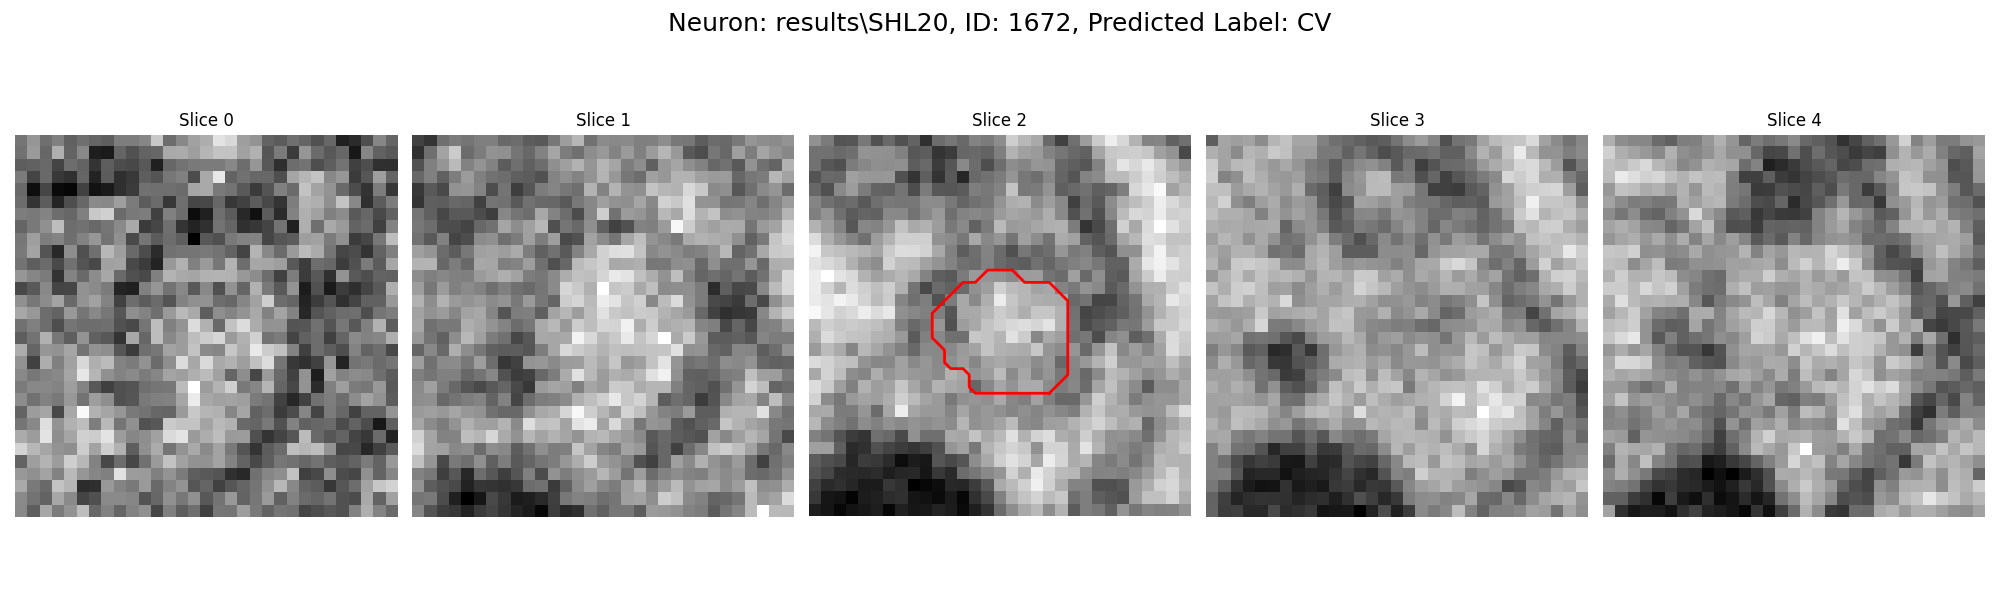 Neuron: results\SHL20, ID: 1672, Predicted Label: CV
Slice 0
Slice 1
Slice 2
Slice 3
Slice 4